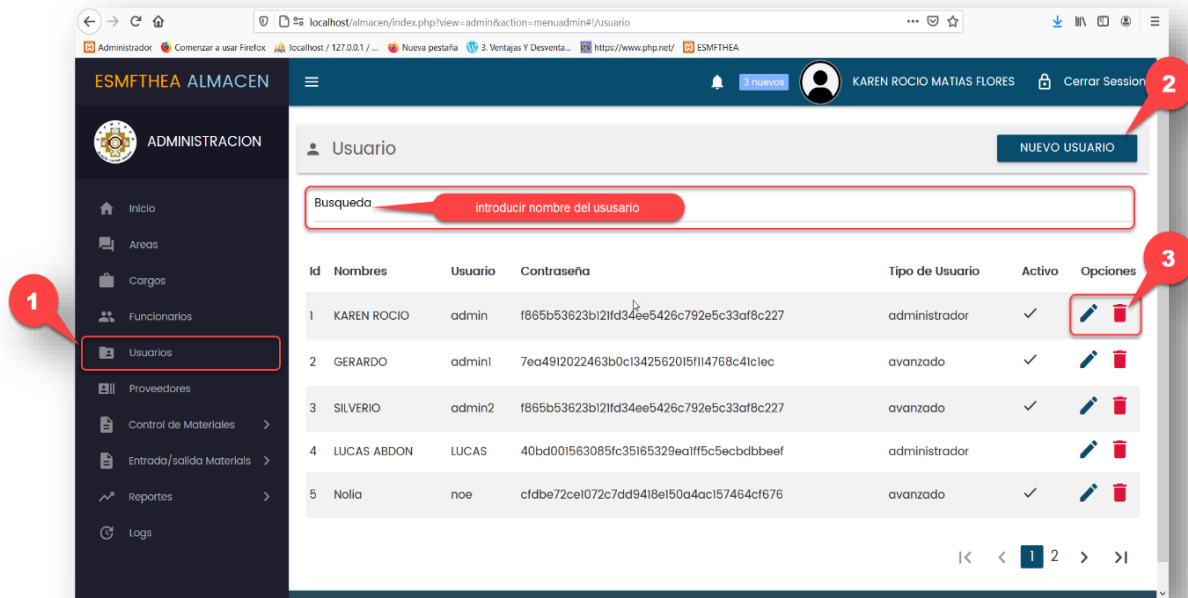 localhost/almacen/index.php?view=admin&action=menuadmin#!/usuario
Administrador Comenzar a usar Firefox localhost / 127.0.0.1 / ... Nueva pestaña 3. Ventajas Y Desventa... https://www.php.net/ ESMFTHEA
ESMFTHEA ALMACEN
3 nuevos KAREN ROCIO MATIAS FLORES Cerrar Session
2
ADMINISTRACION
Usuario
NUEVO USUARIO
Busqueda
introducir nombre del ususario
Inicio
Areas
Cargos
Funcionarios
1
Usuarios
Proveedores
Control de Materiales
Entrada/salida Materials
Reportes
Logs
Id Nombres Usuario Contraseña Tipo de Usuario Activo Opciones
3
1 KAREN ROCIO admin f865b53623b121fd34ee5426c792e5c33af8c227 administrador
2 GERARDO admin1 7ea4912022463b0c1342562015f114768c41c1ec avanzado
3 SILVERIO admin2 f865b53623b121fd34ee5426c792e5c33af8c227 avanzado
4 LUCAS ABDON LUCAS 40bd001563085fc35165329ea1ff5c5ecbdbbeef administrador
5 Nolia noe cfdbe72ce1072c7dd9418e150a4ac157464cf676 avanzado
1 2